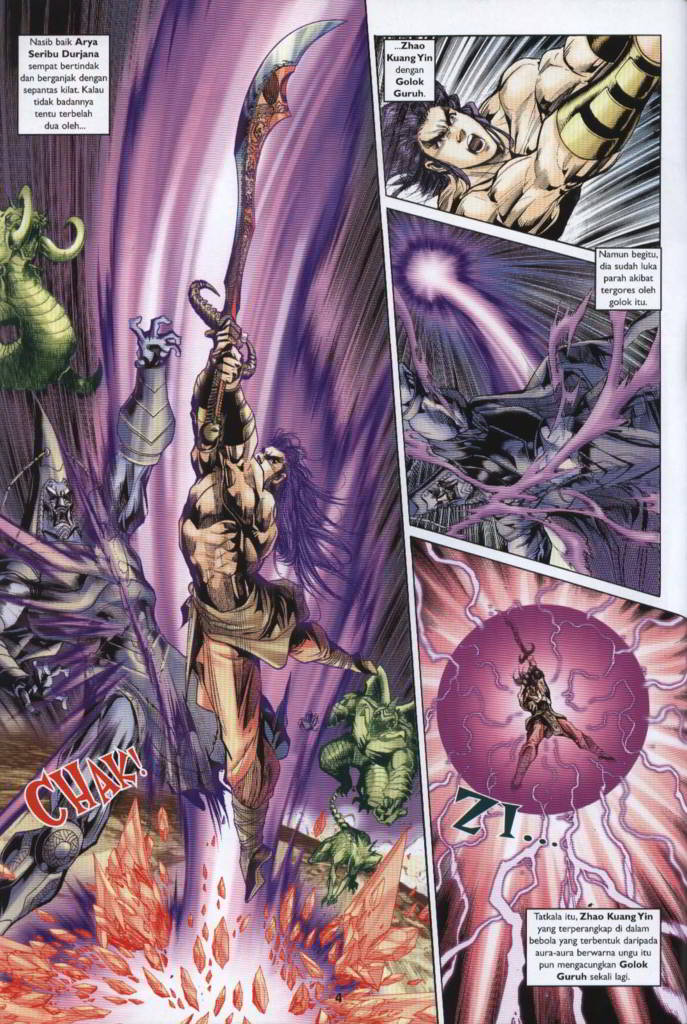 Nasib baik Arya
Seribu Durjana
sempat bertindak
dan berganjak dengan
sepantas kilat. Kalau
tidak badannya
tentu terbelah
dua oleh...
...Zhao
Kuang Yin
dengan
Golok
Guruh.
Namun begitu,
dia sudah luka
parah akibat
tergores oleh
golok itu.
CHAK!
ZI...
Tatkala itu, Zhao Kuang Yin
yang terperangkap di dalam
bebola yang terbentuk daripada
aura-aura berwarna ungu itu
pun mengacungkan Golok
Guruh sekali lagi.
4